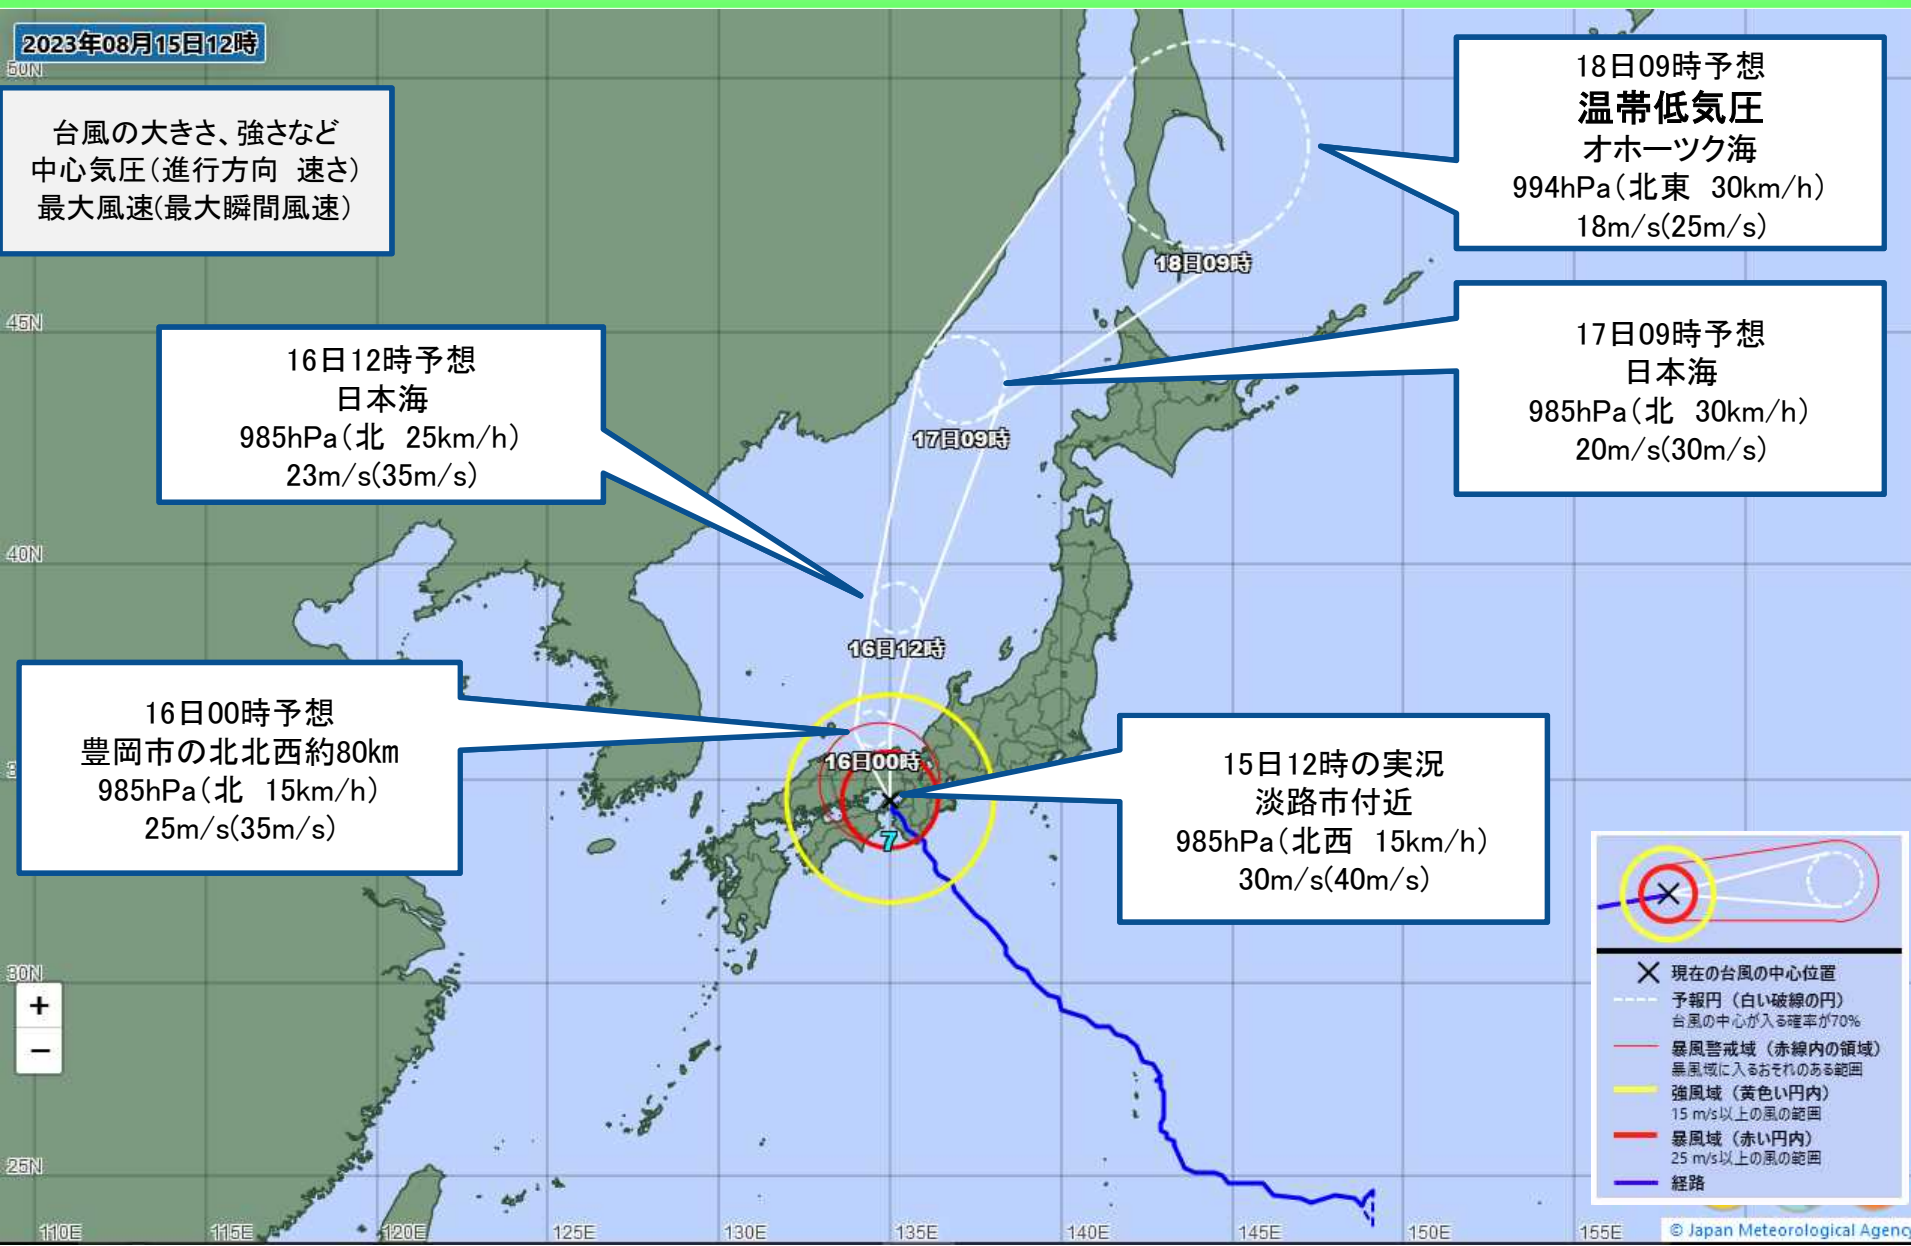 2023年08月15日12時
50N
台風の大きさ、強さなど
中心気圧(進行方向 速さ)
最大風速(最大瞬間風速)
18日09時予想
温帯低気圧
オホーツク海
994hPa(北東 30km/h)
18m/s(25m/s)
18日09時
45N
17日09時予想
日本海
985hPa(北 30km/h)
20m/s(30m/s)
16日12時予想
日本海
985hPa(北 25km/h)
23m/s(35m/s)
17日09時
40N
16日12時
16日00時予想
豊岡市の北北西約80km
985hPa(北 15km/h)
25m/s(35m/s)
16日00時
15日12時の実況
淡路市付近
985hPa(北西 15km/h)
30m/s(40m/s)
7
30N
+
−
25N
現在の台風の中心位置
予報円(白い破線の円)
台風の中心が入る確率が70%
暴風警戒域(赤線内の領域)
暴風域に入るおそれのある範囲
強風域(黄色い円内)
15 m/s以上の風の範囲
暴風域(赤い円内)
25 m/s以上の風の範囲
経路
110E 115E 120E 125E 130E 135E 140E 145E 150E 155E
© Japan Meteorological Agency